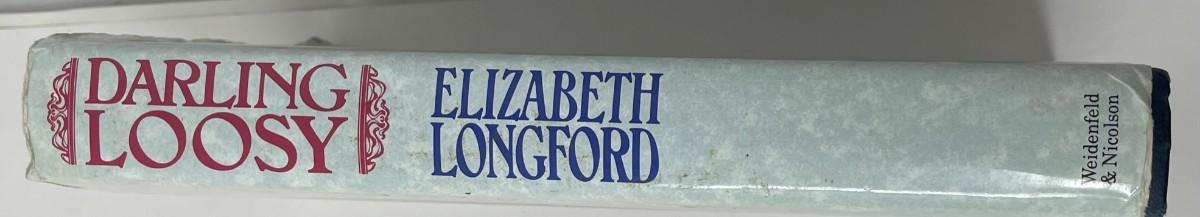 DARLING
LOOSY
ELIZABETH
LONGFORD
Weidenfeld
& Nicolson